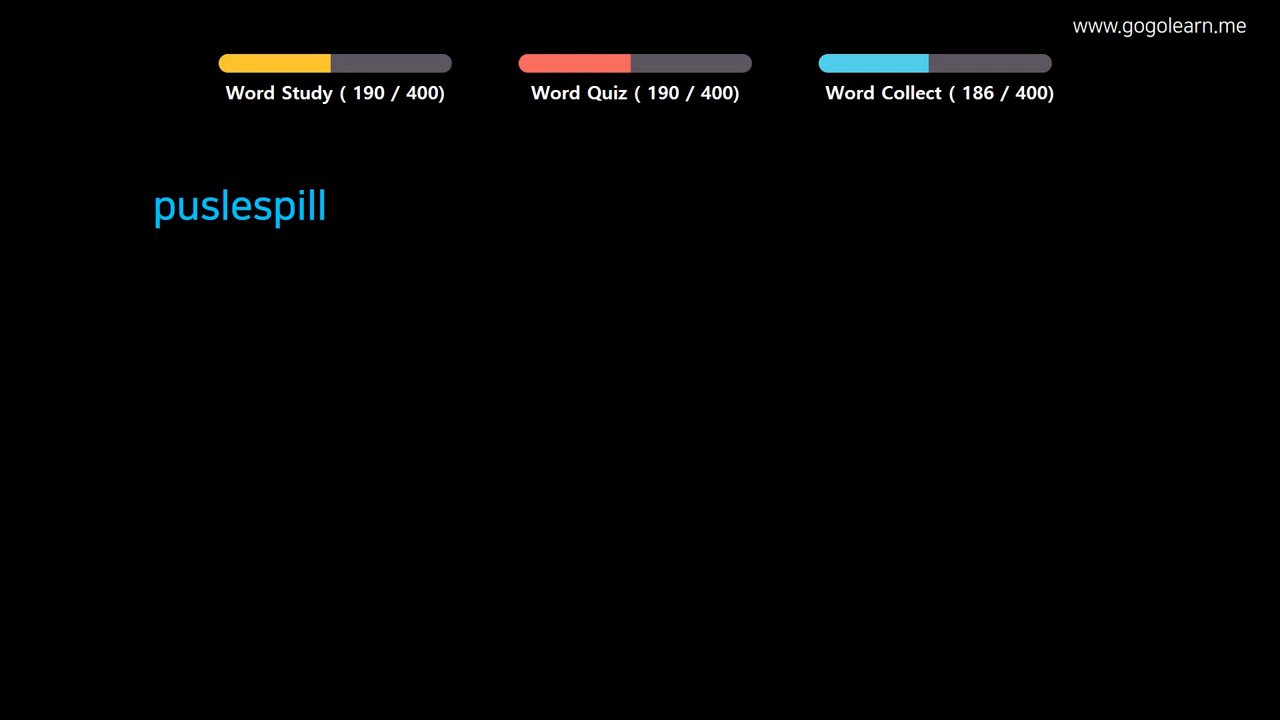 www.gogolearn.me
Word Study ( 190 / 400)
Word Quiz ( 190 / 400)
Word Collect ( 186 / 400)
puslespill